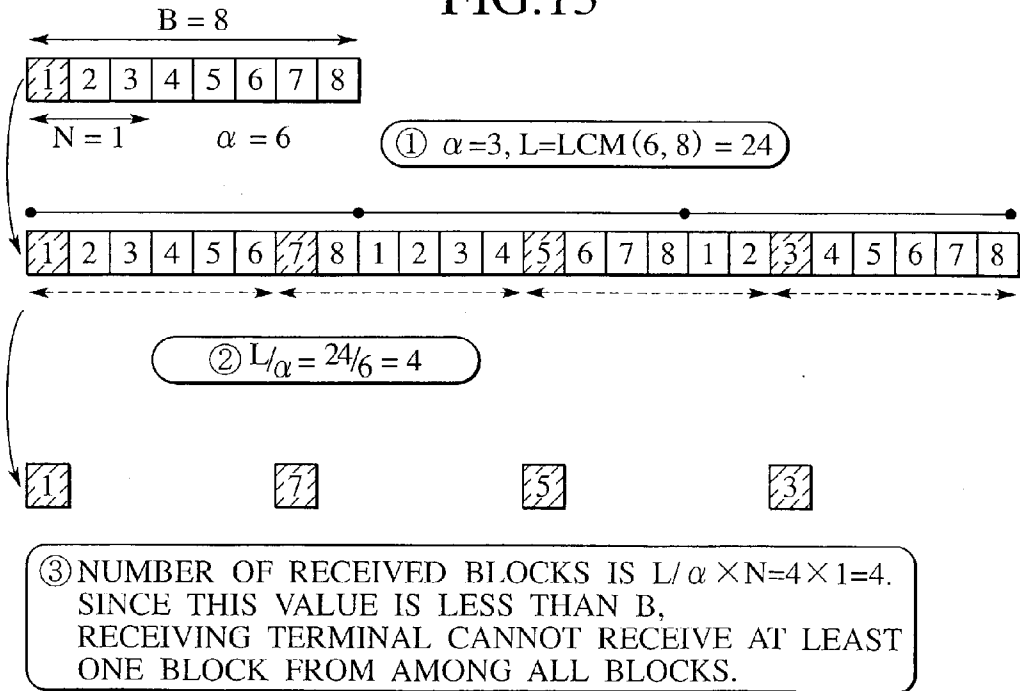 FIG.15
B = 8
1 2 3 4 5 6 7 8
N = 1 α = 6
① α=3, L=LCM(6, 8) = 24
1 2 3 4 5 6 7 8 1 2 3 4 5 6 7 8 1 2 3 4 5 6 7 8
② L/α = 24/6 = 4
1 7 5 3
③ NUMBER OF RECEIVED BLOCKS IS L/α×N=4×1=4.
SINCE THIS VALUE IS LESS THAN B,
RECEIVING TERMINAL CANNOT RECEIVE AT LEAST
ONE BLOCK FROM AMONG ALL BLOCKS.